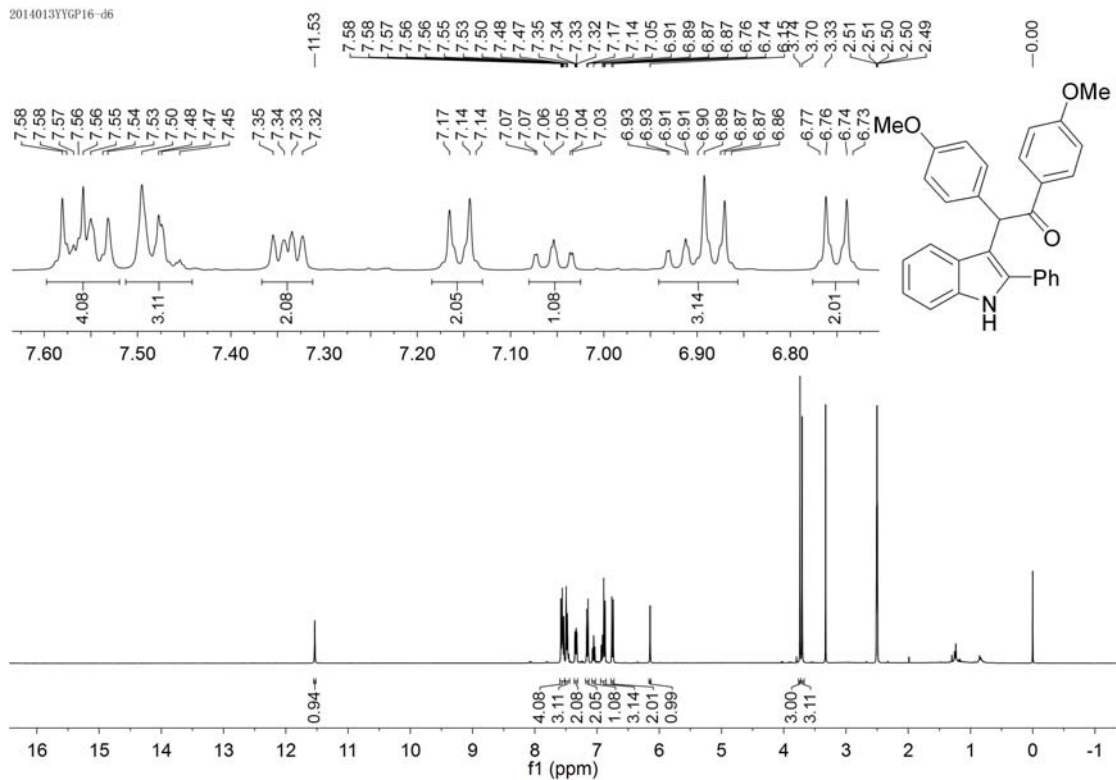 2014013YYGP16-d6
11.53 7.58 7.58 7.57 7.56 7.56 7.55 7.53 7.50 7.48 7.47 7.35 7.34 7.33 7.32 7.17 7.14 7.05 6.91 6.89 6.87 6.87 6.76 6.74 6.15 3.74 3.70 3.33 2.51 2.51 2.50 2.50 2.49 0.00
7.58 7.58 7.57 7.56 7.56 7.55 7.54 7.53 7.50 7.48 7.47 7.45 7.35 7.34 7.33 7.32 7.17 7.14 7.14 7.07 7.07 7.06 7.05 7.04 7.03 6.93 6.93 6.91 6.91 6.90 6.89 6.87 6.87 6.86 6.77 6.76 6.74 6.73
OMe
MeO
O
Ph
N
H
4.08 3.11 2.08 2.05 1.08 3.14 2.01
7.60 7.50 7.40 7.30 7.20 7.10 7.00 6.90 6.80
0.94 4.08 3.11 2.08 2.05 1.08 3.14 2.01 0.99 3.00 3.11
16 15 14 13 12 11 10 9 8 7 6 5 4 3 2 1 0 -1
f1 (ppm)